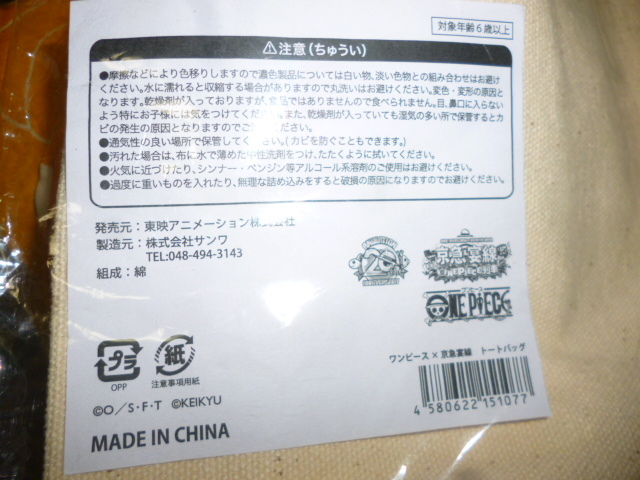 対象年齢6歳以上
⚠注意(ちゅうい)
●摩擦などにより色移りしますので濃色製品については白い物、淡い色物との組み合わせはお避け
ください。水に濡れると収縮する場合がありますので丸洗いはお避けください。変色・変形の原因と
なります。乾燥剤が入っておりますが、食品ではありませんので食べられません。目、鼻口に入らない
よう特にお子様には気をつけてください。また、乾燥剤が入っていても湿気の多い所で保管するとカ
ビの発生の原因となりますのでご注意ください。
●通気性の良い場所で保管してください。(カビを防ぐこともできます。)
●汚れた場合は、布に水で薄めた中性洗剤をつけ、たたくように拭いてください。
●火気に近づけたり、シンナー・ベンジン等アルコール系溶剤のご使用はお避けください。
●過度に重いものを入れたり、無理な詰め込みをすると破損の原因になりますのでお避けください。
発売元：東映アニメーション株式会社
製造元：株式会社サンワ
TEL:048-494-3143
組成：綿
京急宴線
ONE PIECE
プラ
OPP
紙
注意事項用紙
ワンピース×京急宴線 トートバッグ
4 580622 151077
©O/S・F・T ©KEIKYU
MADE IN CHINA